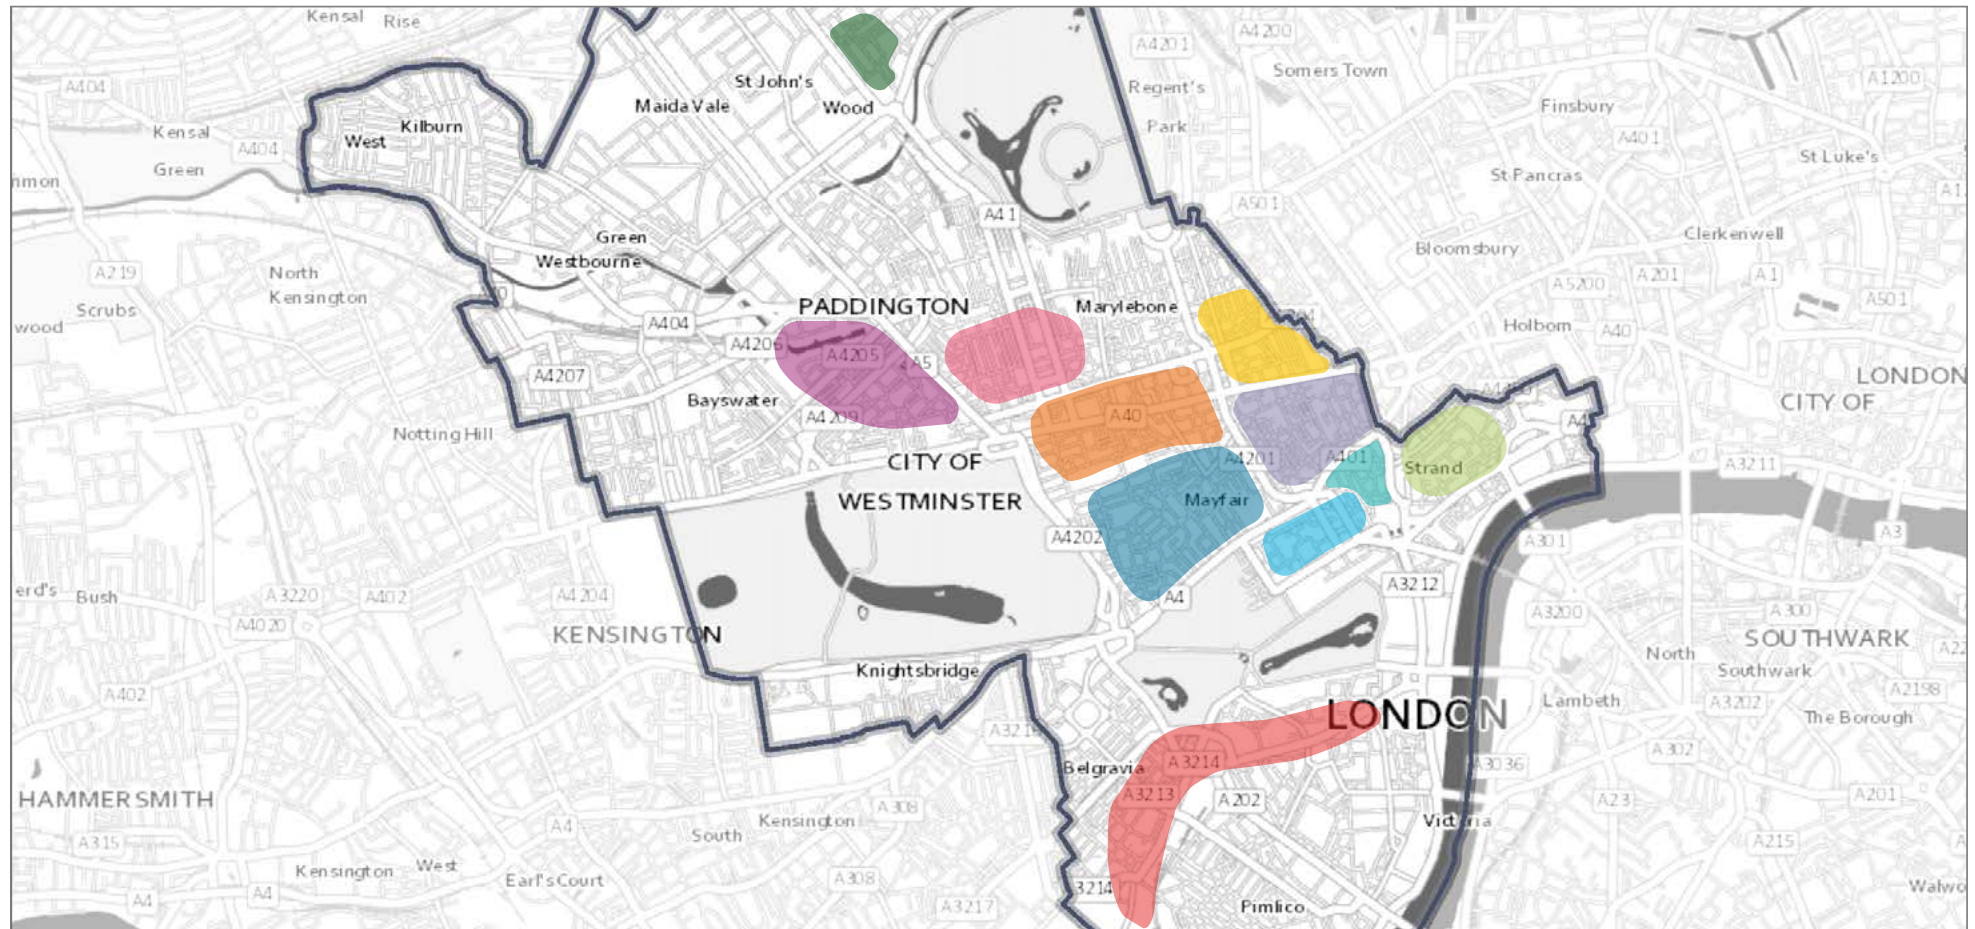 Kensal
Rise
A4201
A4200
Somers Town
A404
St John's
Regent's
A1200
Maida Vale
Wood
Finsbury
Kilburn
Kensal
West
A404
Park
A401
St Luke's
Green
St Pancras
A41
A501
Green
Westbourne
Bloomsbury
Clerkenwell
A219
North
Kensington
A5200
A201
A1
A501
Scrubs
PADDINGTON
Marylebone
wood
A404
Holborn
A40
A4206
A4205
A5
A4207
LONDON
CITY OF
Bayswater
A4209
A40
Notting Hill
CITY OF
WESTMINSTER
A4201
A401
Strand
A3211
Mayfair
A4202
A301
A3
erd's
Bush
A3220
A402
A4204
A4
A3212
A3200
A300
A4020
KENSINGTON
SOUTHWARK
North
Southwark
Knightsbridge
A402
Lambeth
A3202
A2198
LONDON
The Borough
A302
Belgravia
A3214
A3036
HAMMERSMITH
A3213
A202
A308
A23
A201
A4
South
Kensington
Victoria
A315
A215
Kensington
West
Earl's Court
A308
3214
Walwo
A4
A4
A3217
Pimlico